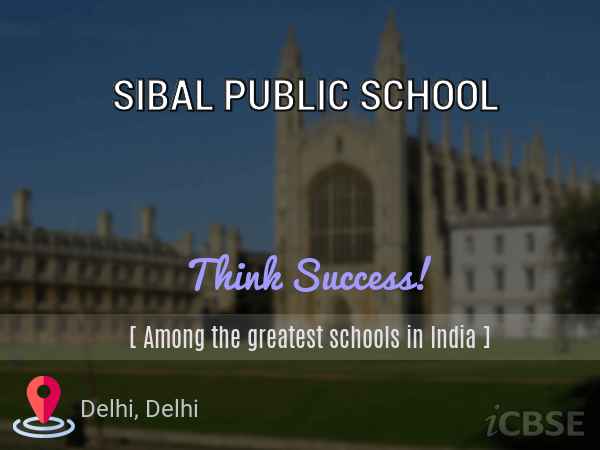 SIBAL PUBLIC SCHOOL
Think Success!
[ Among the greatest schools in India ]
Delhi, Delhi
iCBSE